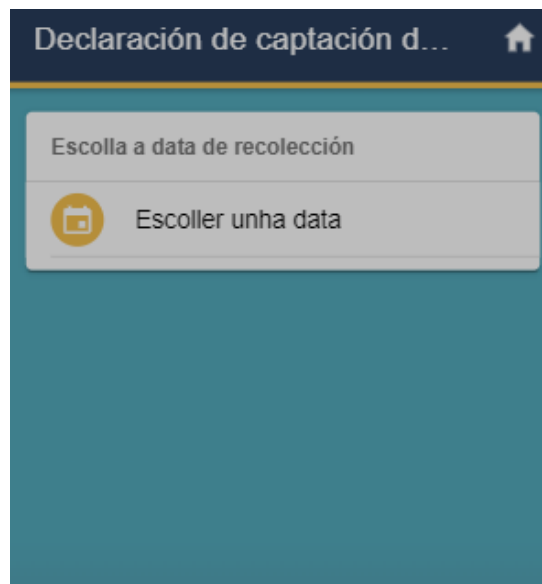 Declaración de captación d...
Escolla a data de recolección
Escoller unha data